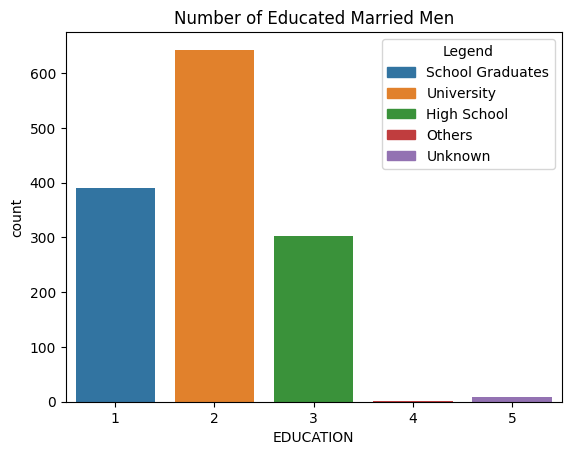 Number of Educated Married Men
Legend
School Graduates
University
High School
Others
Unknown
600
500
400
300
200
100
0
count
1 2 3 4 5
EDUCATION